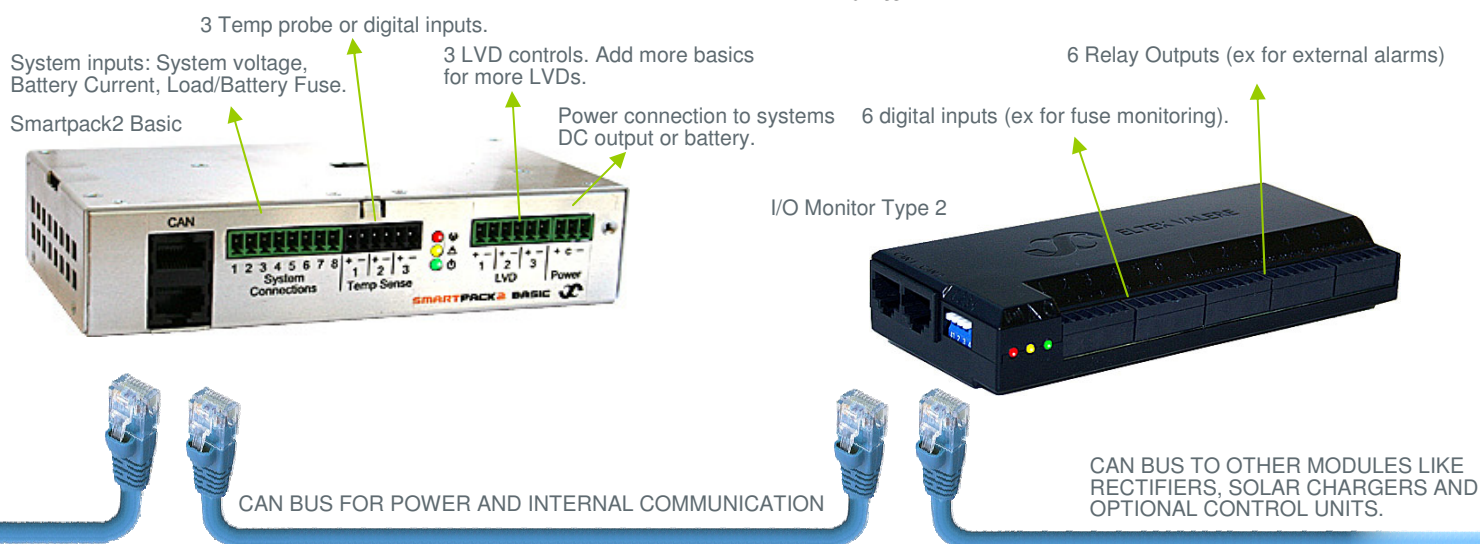 3 Temp probe or digital inputs.
System inputs: System voltage,
Battery Current, Load/Battery Fuse.
3 LVD controls. Add more basics
for more LVDs.
6 Relay Outputs (ex for external alarms)
Smartpack2 Basic
Power connection to systems
DC output or battery.
6 digital inputs (ex for fuse monitoring).
I/O Monitor Type 2
CAN
1 2 3 4 5 6 7 8
System
Connections
+ - + - + -
1 2 3
Temp Sense
+ - + - + -
1 2 3
LVD
+ c -
Power
SMARTPACK2 BASIC
ELTEK VALERE
CAN BUS FOR POWER AND INTERNAL COMMUNICATION
CAN BUS TO OTHER MODULES LIKE
RECTIFIERS, SOLAR CHARGERS AND
OPTIONAL CONTROL UNITS.